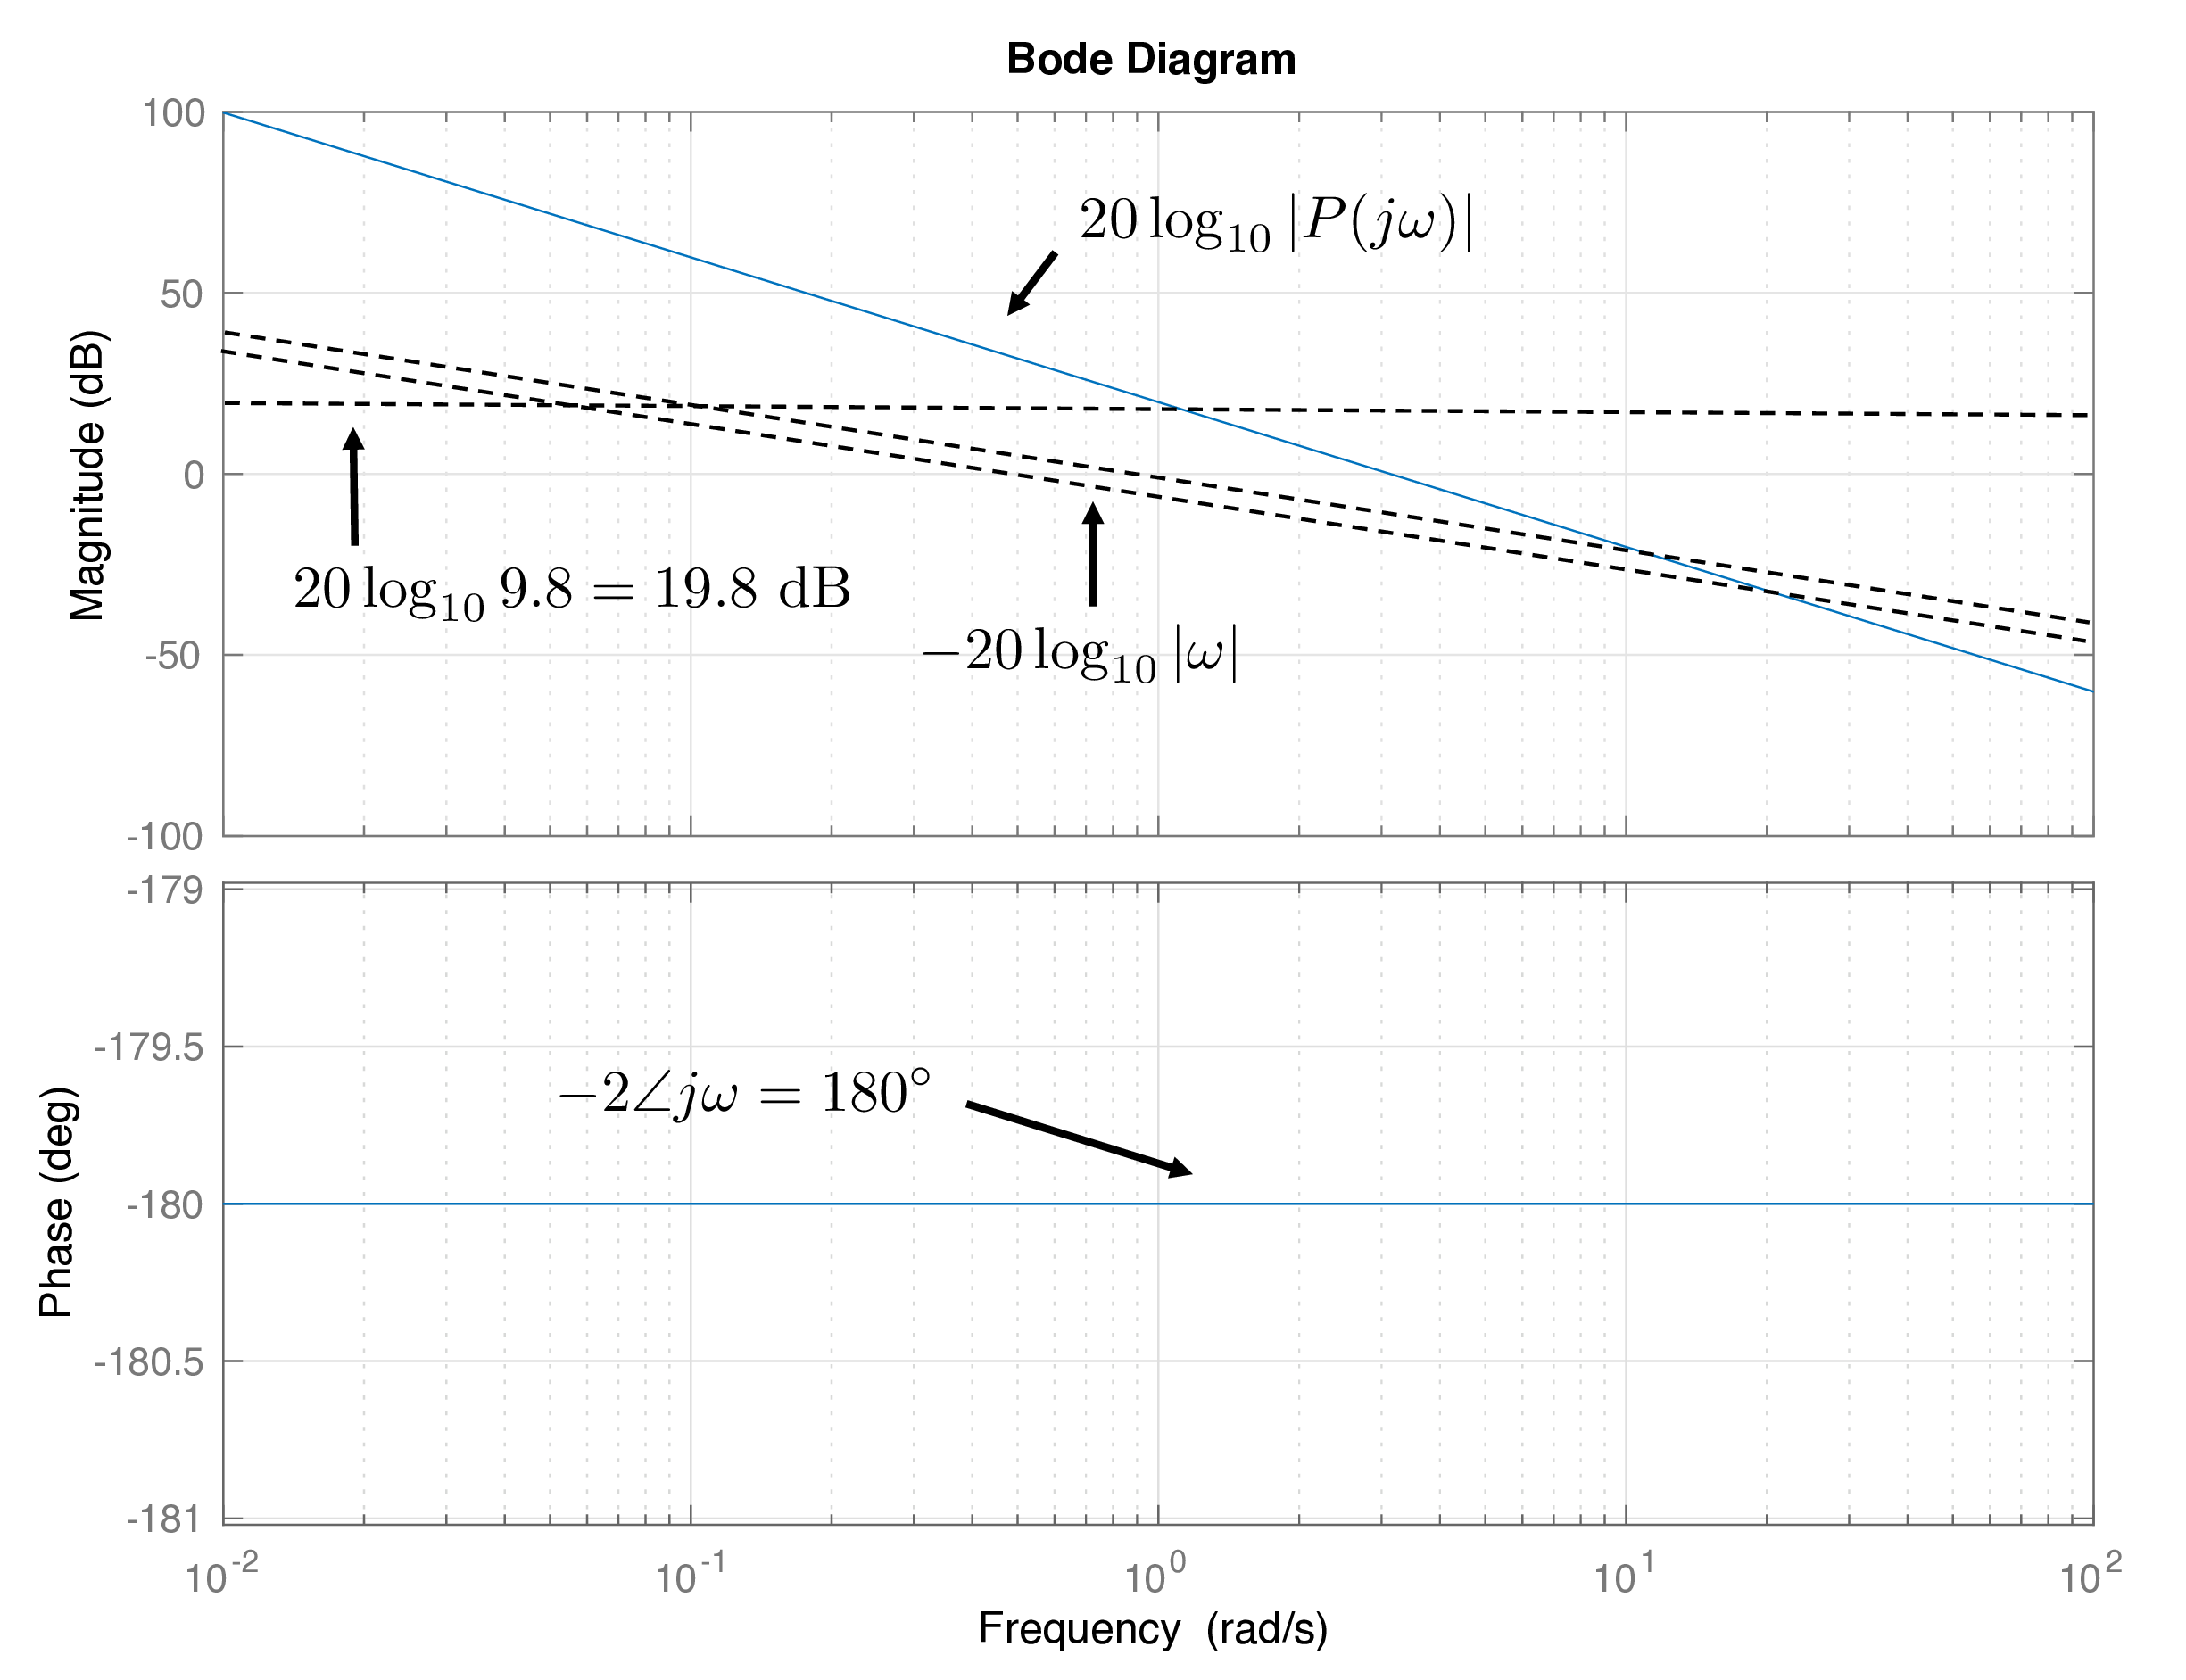 Bode Diagram
100
50
0
-50
-100
Magnitude (dB)
20 log₁₀ |P(jω)|
20 log₁₀ 9.8 = 19.8 dB
−20 log₁₀ |ω|
-179
-179.5
-180
-180.5
-181
Phase (deg)
−2∠jω = 180°
10⁻² 10⁻¹ 10⁰ 10¹ 10²
Frequency (rad/s)